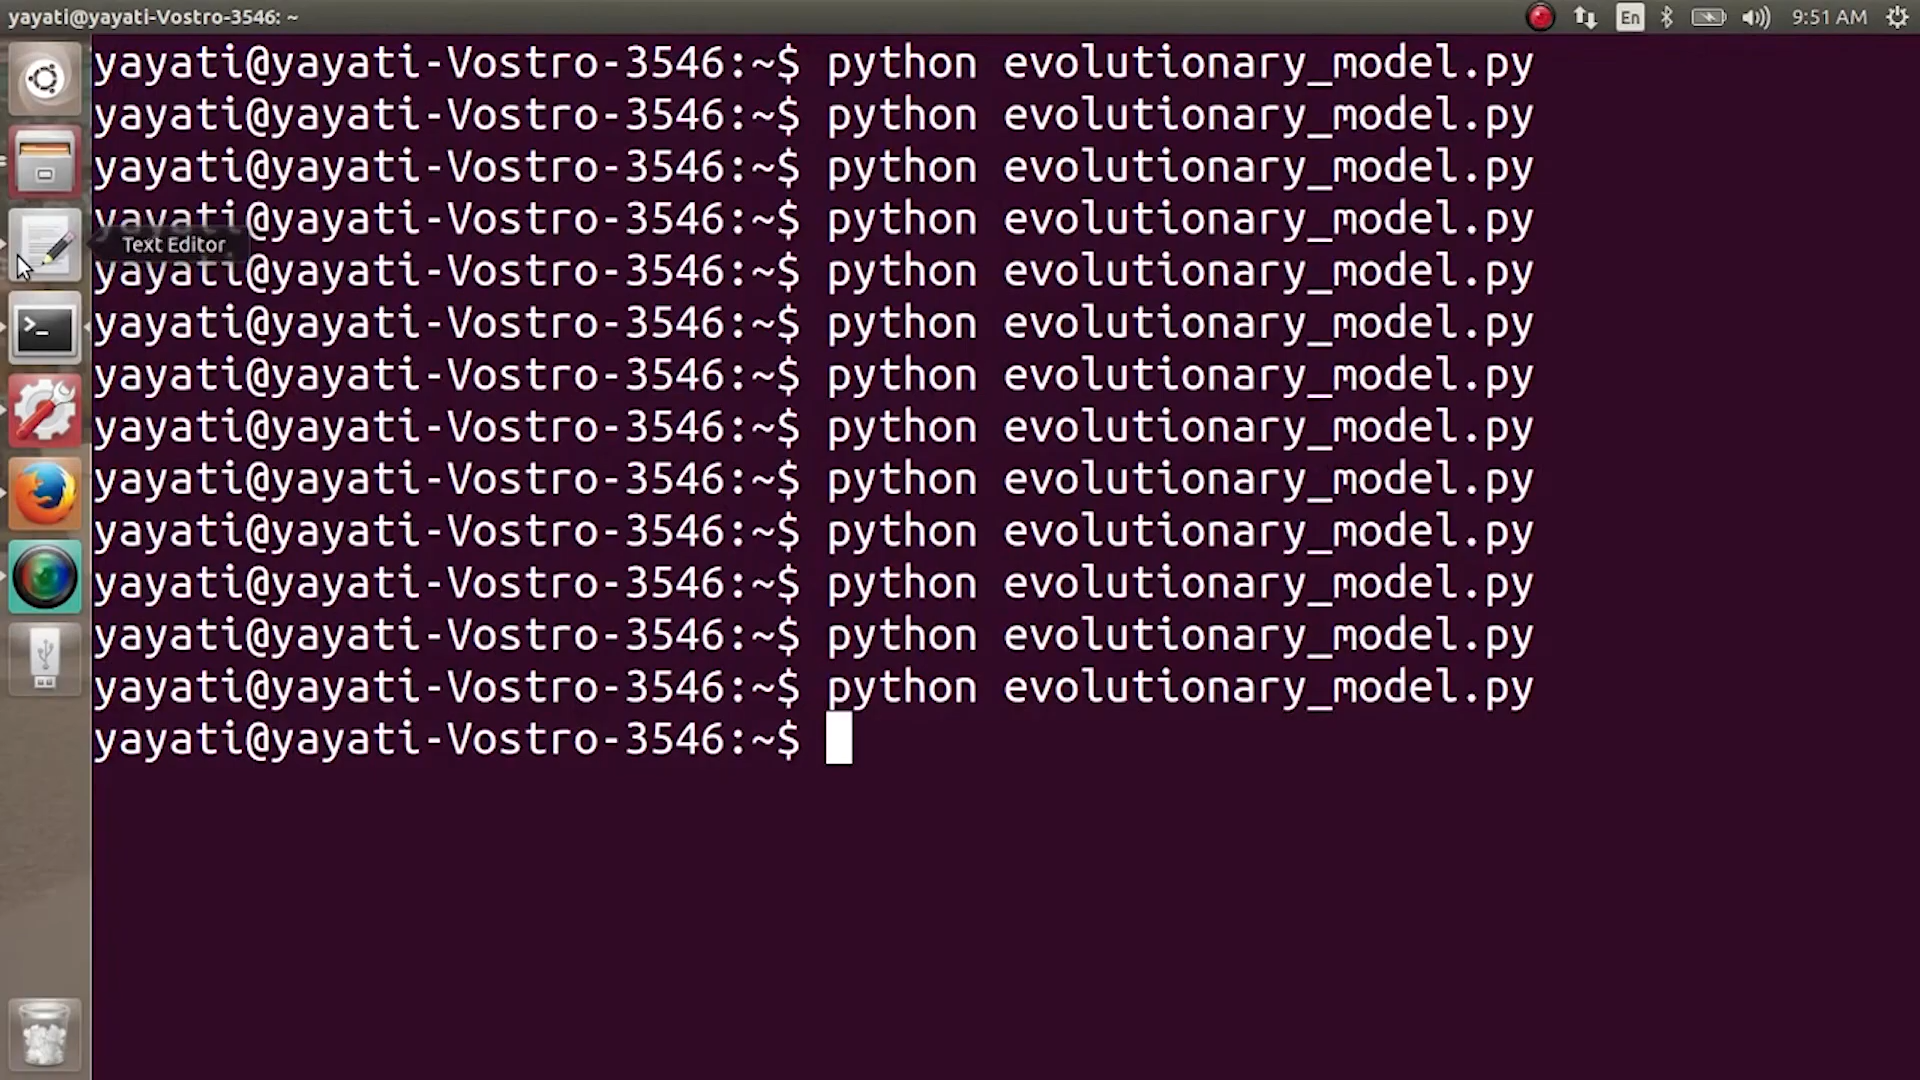 yayati@yayati-Vostro-3546: ~
En
9:51 AM
yayati@yayati-Vostro-3546:~$ python evolutionary_model.py
yayati@yayati-Vostro-3546:~$ python evolutionary_model.py
yayati@yayati-Vostro-3546:~$ python evolutionary_model.py
yayati@yayati-Vostro-3546:~$ python evolutionary_model.py
Text Editor
yayati@yayati-Vostro-3546:~$ python evolutionary_model.py
yayati@yayati-Vostro-3546:~$ python evolutionary_model.py
>_
yayati@yayati-Vostro-3546:~$ python evolutionary_model.py
yayati@yayati-Vostro-3546:~$ python evolutionary_model.py
yayati@yayati-Vostro-3546:~$ python evolutionary_model.py
yayati@yayati-Vostro-3546:~$ python evolutionary_model.py
yayati@yayati-Vostro-3546:~$ python evolutionary_model.py
yayati@yayati-Vostro-3546:~$ python evolutionary_model.py
yayati@yayati-Vostro-3546:~$ python evolutionary_model.py
yayati@yayati-Vostro-3546:~$